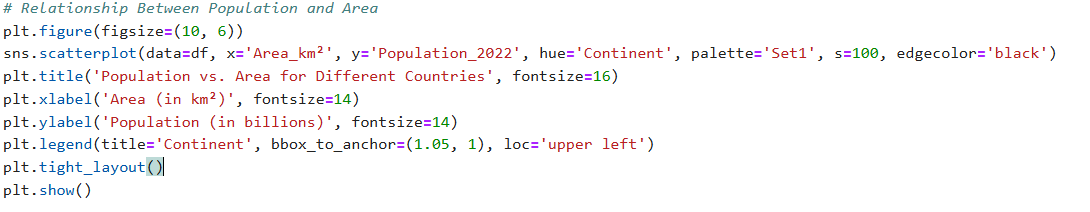 # Relationship Between Population and Area
plt.figure(figsize=(10, 6))
sns.scatterplot(data=df, x='Area_km²', y='Population_2022', hue='Continent', palette='Set1', s=100, edgecolor='black')
plt.title('Population vs. Area for Different Countries', fontsize=16)
plt.xlabel('Area (in km²)', fontsize=14)
plt.ylabel('Population (in billions)', fontsize=14)
plt.legend(title='Continent', bbox_to_anchor=(1.05, 1), loc='upper left')
plt.tight_layout()
plt.show()